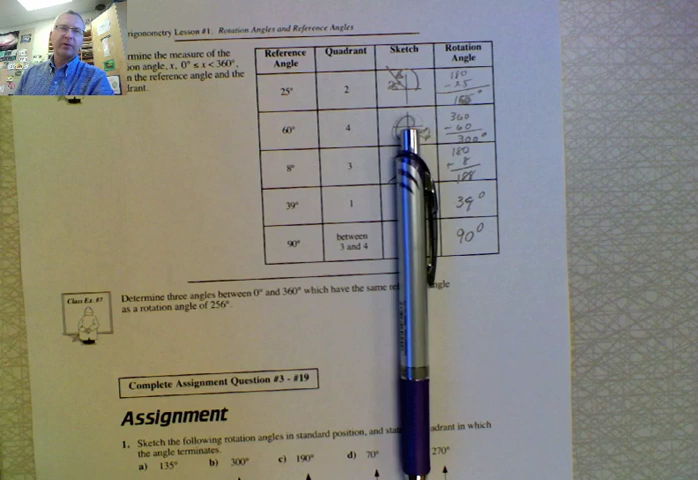 rigonometry Lesson #1: Rotation Angles and Reference Angles
rmine the measure of the
ion angle, x, 0° ≤ x < 360°,
n the reference angle and the
drant.
Reference Angle Quadrant Sketch Rotation Angle
25° 2 180 - 25
60° 4 360 - 60 300°
8° 3 180 + 8 188
39° 1 39°
90° between 3 and 4 90°
Class Ex. #7
Determine three angles between 0° and 360° which have the same angle
as a rotation angle of 256°.
Complete Assignment Question #3 - #19
Assignment
1. Sketch the following rotation angles in standard position, and adrant in which
the angle terminates.
a) 135° b) 300° c) 190° d) 70° 270°